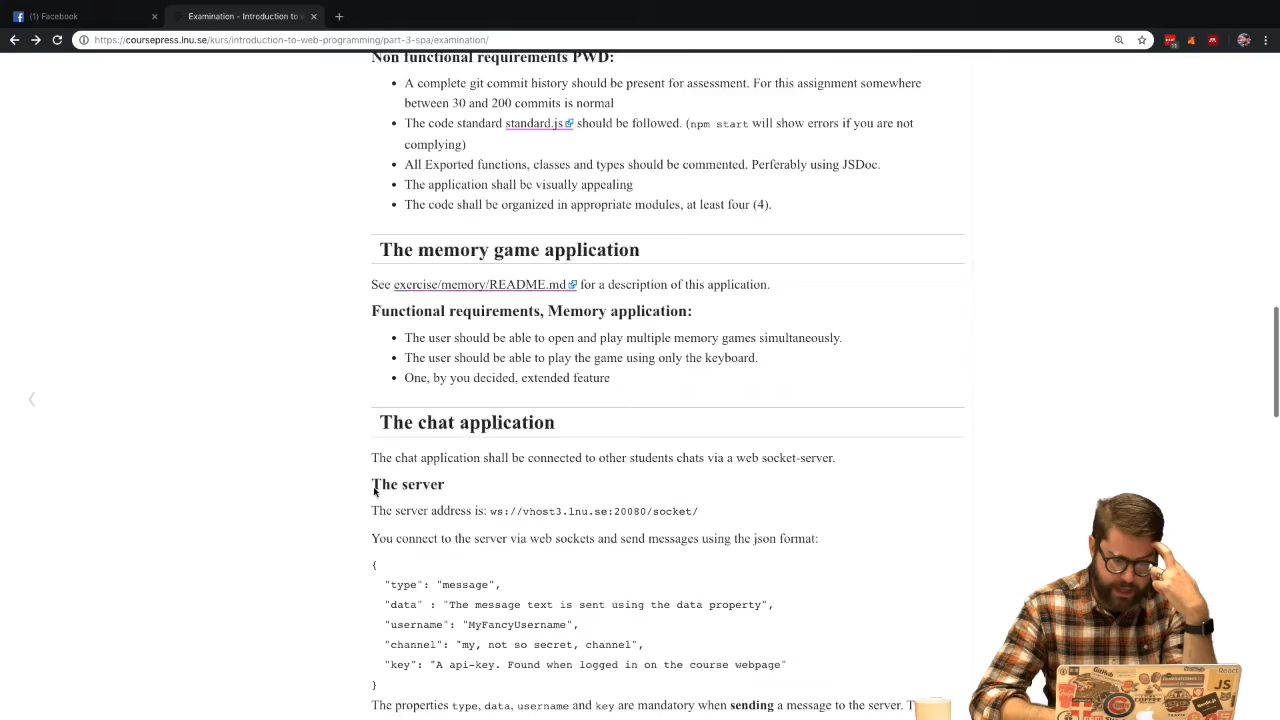 (1) Facebook
Examination - Introduction to w
https://coursepress.lnu.se/kurs/introduction-to-web-programming/part-3-spa/examination/
Non functional requirements PWD:
A complete git commit history should be present for assessment. For this assignment somewhere
between 30 and 200 commits is normal
The code standard standard.js should be followed. (npm start will show errors if you are not
complying)
All Exported functions, classes and types should be commented. Perferably using JSDoc.
The application shall be visually appealing
The code shall be organized in appropriate modules, at least four (4).
The memory game application
See exercise/memory/README.md for a description of this application.
Functional requirements, Memory application:
The user should be able to open and play multiple memory games simultaneously.
The user should be able to play the game using only the keyboard.
One, by you decided, extended feature
The chat application
The chat application shall be connected to other students chats via a web socket-server.
The server
The server address is: ws://vhost3.lnu.se:20080/socket/
You connect to the server via web sockets and send messages using the json format:
{
"type": "message",
"data" : "The message text is sent using the data property",
"username": "MyFancyUsername",
"channel": "my, not so secret, channel",
"key": "A api-key. Found when logged in on the course webpage"
}
The properties type, data, username and key are mandatory when sending a message to the server. T
GitHub
React
JS